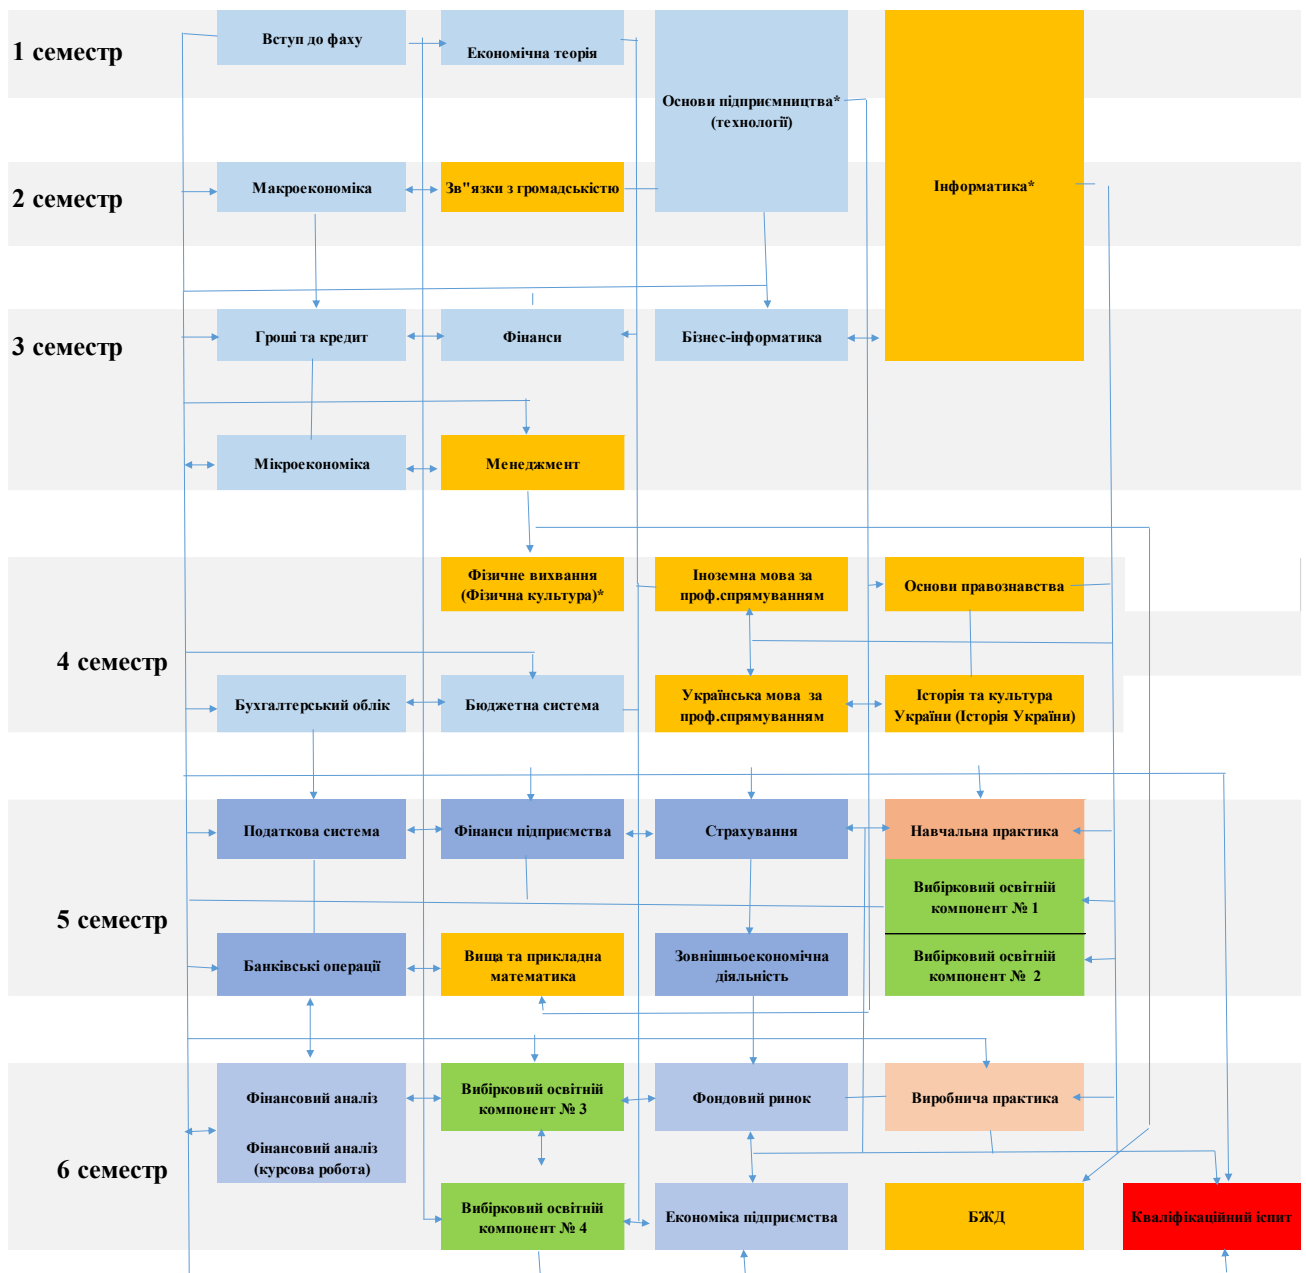 1 семестр
Вступ до фаху
Економічна теорія
Основи підприємництва*
(технології)
Інформатика*
2 семестр
Макроекономіка
Зв"язки з громадськістю
3 семестр
Гроші та кредит
Фінанси
Бізнес-інформатика
Мікроекономіка
Менеджмент
4 семестр
Фізичне вихвання
(Фізична культура)*
Іноземна мова за
проф.спрямуванням
Основи правознавства
Бухгалтерський облік
Бюджетна система
Українська мова за
проф.спрямуванням
Історія та культура
України (Історія України)
5 семестр
Податкова система
Фінанси підприємства
Страхування
Навчальна практика
Вибірковий освітній
компонент № 1
Банківські операції
Вища та прикладна
математика
Зовнішньоекономічна
діяльність
Вибірковий освітній
компонент № 2
6 семестр
Фінансовий аналіз
Фінансовий аналіз
(курсова робота)
Вибірковий освітній
компонент № 3
Фондовий ринок
Виробнича практика
Вибірковий освітній
компонент № 4
Економіка підприємства
БЖД
Кваліфікаційний іспит